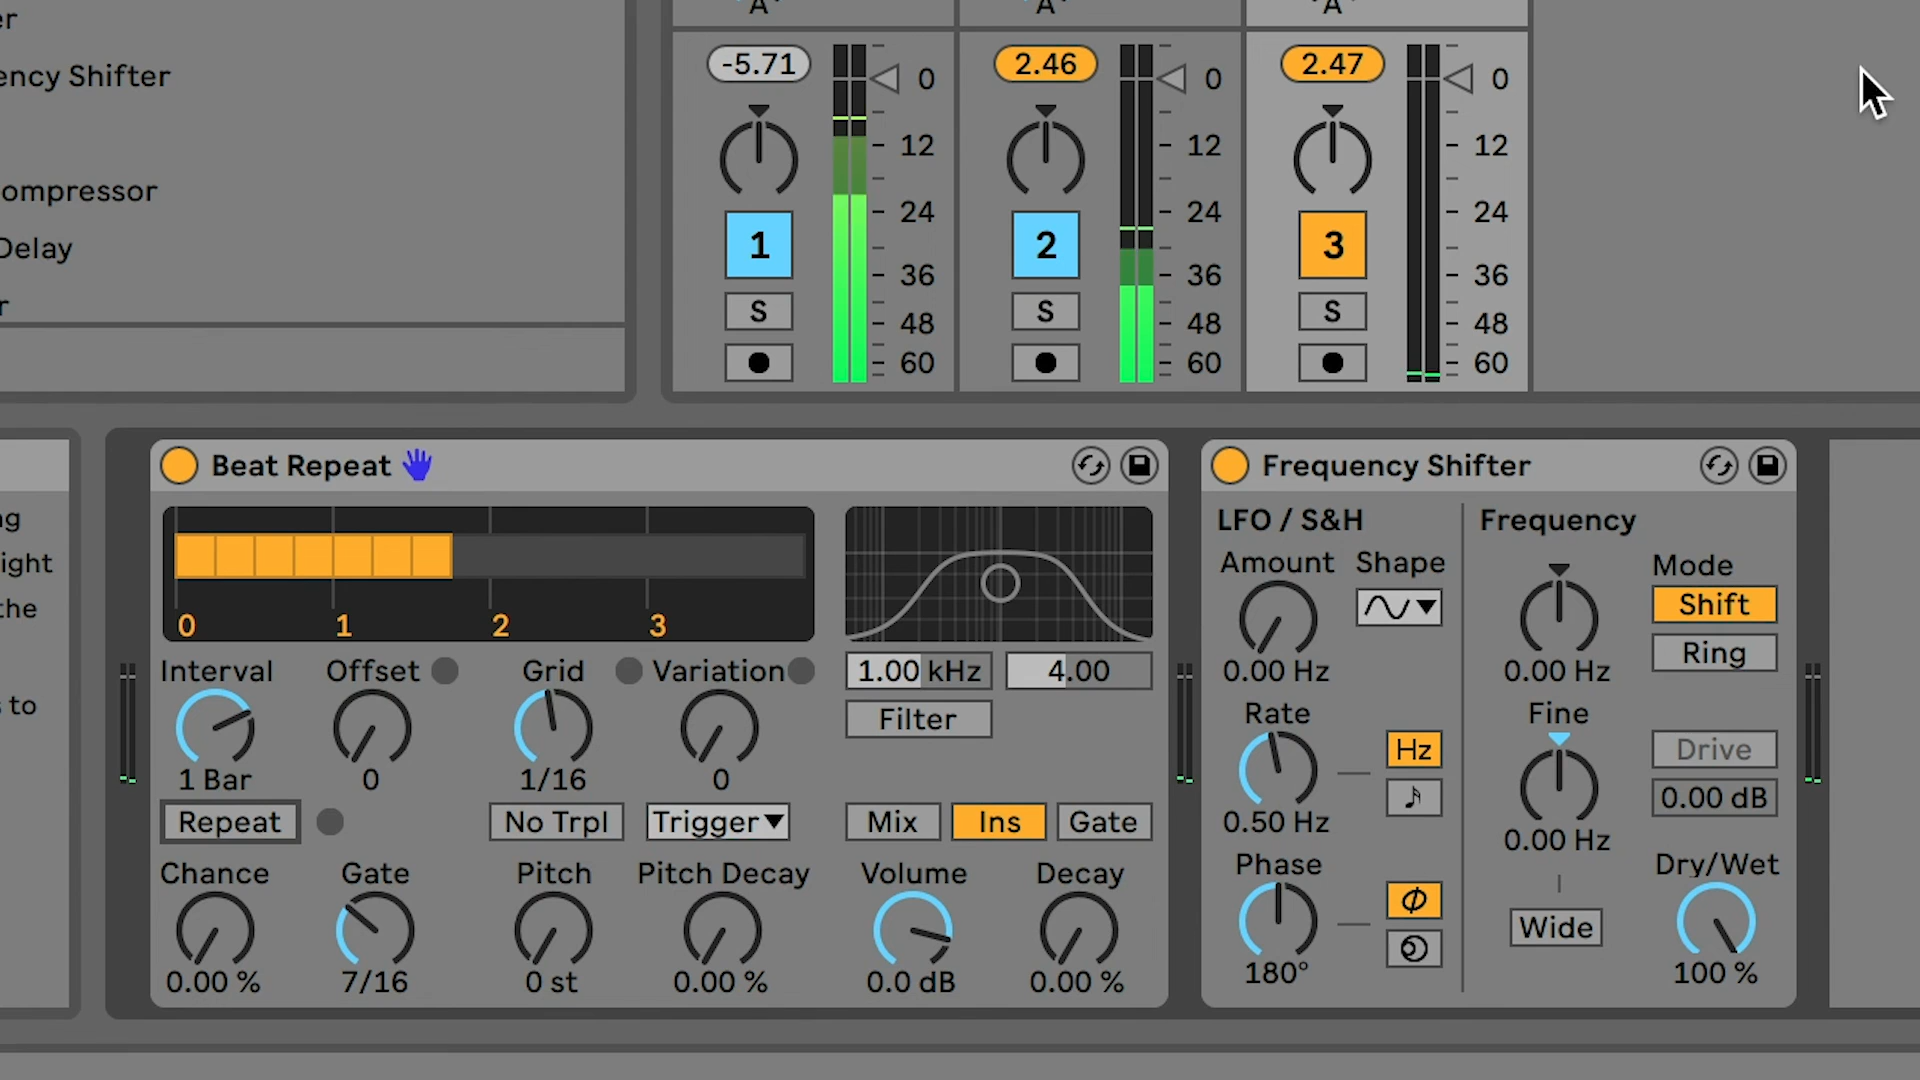 er
ency Shifter
ompressor
Delay
r
A A A
-5.71 2.46 2.47
0 0 0
12 12 12
24 24 24
36 36 36
48 48 48
60 60 60
1 2 3
S S S
ng
ight
the
s to
Beat Repeat
0 1 2 3
Interval Offset Grid Variation
1 Bar 0 1/16 0
Repeat No Trpl Trigger
Chance Gate Pitch Pitch Decay
0.00 % 7/16 0 st 0.00 %
1.00 kHz 4.00
Filter
Mix Ins Gate
Volume Decay
0.0 dB 0.00 %
Frequency Shifter
LFO / S&H
Amount Shape
0.00 Hz
Rate
Hz
0.50 Hz
Phase
180°
Frequency
0.00 Hz
Fine
0.00 Hz
Wide
Mode
Shift
Ring
Drive
0.00 dB
Dry/Wet
100 %